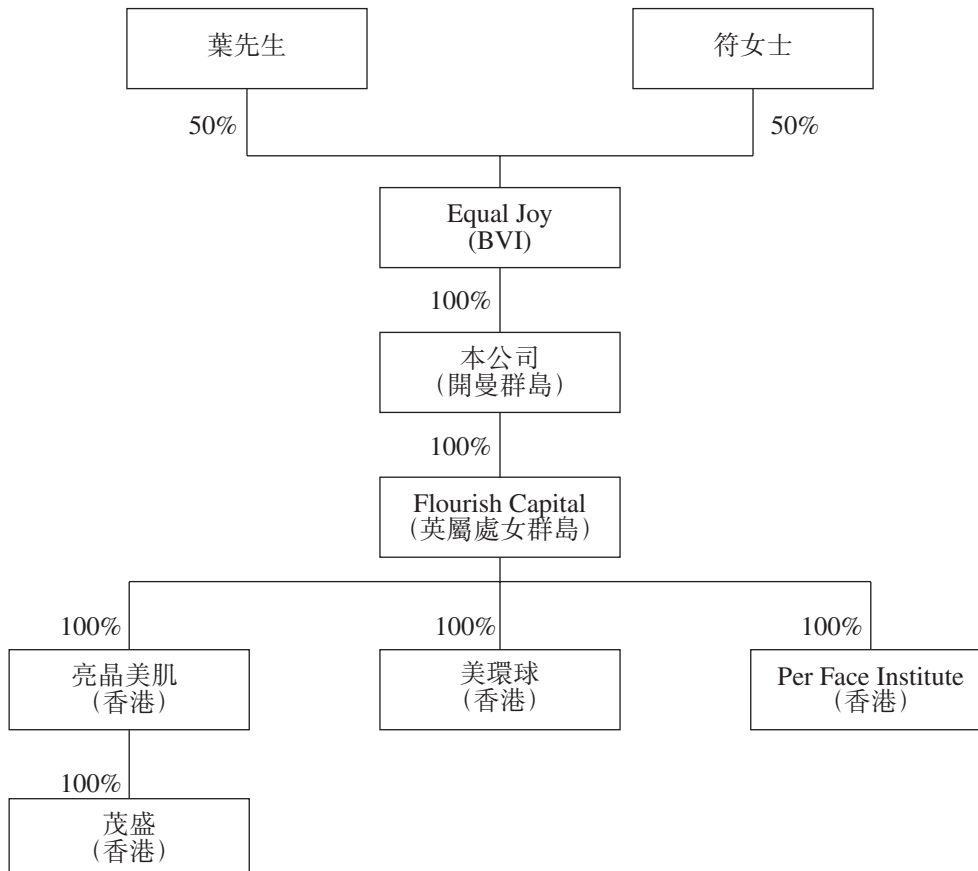 葉先生
符女士
50%
50%
Equal Joy
(BVI)
100%
本公司
（開曼群島）
100%
Flourish Capital
（英屬處女群島）
100%
100%
100%
亮晶美肌
（香港）
美環球
（香港）
Per Face Institute
（香港）
100%
茂盛
（香港）